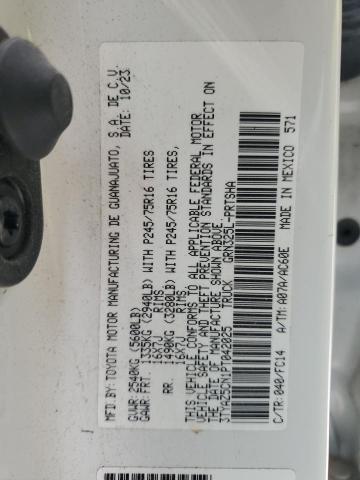 MFD.BY:TOYOTA MOTOR MANUFACTURING DE GUANAJUATO, S.A. DE C.V.
DATE: 10/23
GVWR: 2540KG (5600LB)
GAWR: FRT. 1335KG (2940LB) WITH P245/75R16 TIRES
16X7J RIMS
RR. 1490KG (3280LB) WITH P245/75R16 TIRES,
16X7J RIMS
THIS VEHICLE CONFORMS TO ALL APPLICABLE FEDERAL MOTOR
VEHICLE SAFETY AND THEFT PREVENTION STANDARDS IN EFFECT ON
THE DATE OF MANUFACTURE SHOWN ABOVE.
3TYAZ5CN1PT042025 TRUCK GRN325L-PRTSHA
C/TR:040/FC14 A/TM:A07A/AC60E MADE IN MEXICO 571